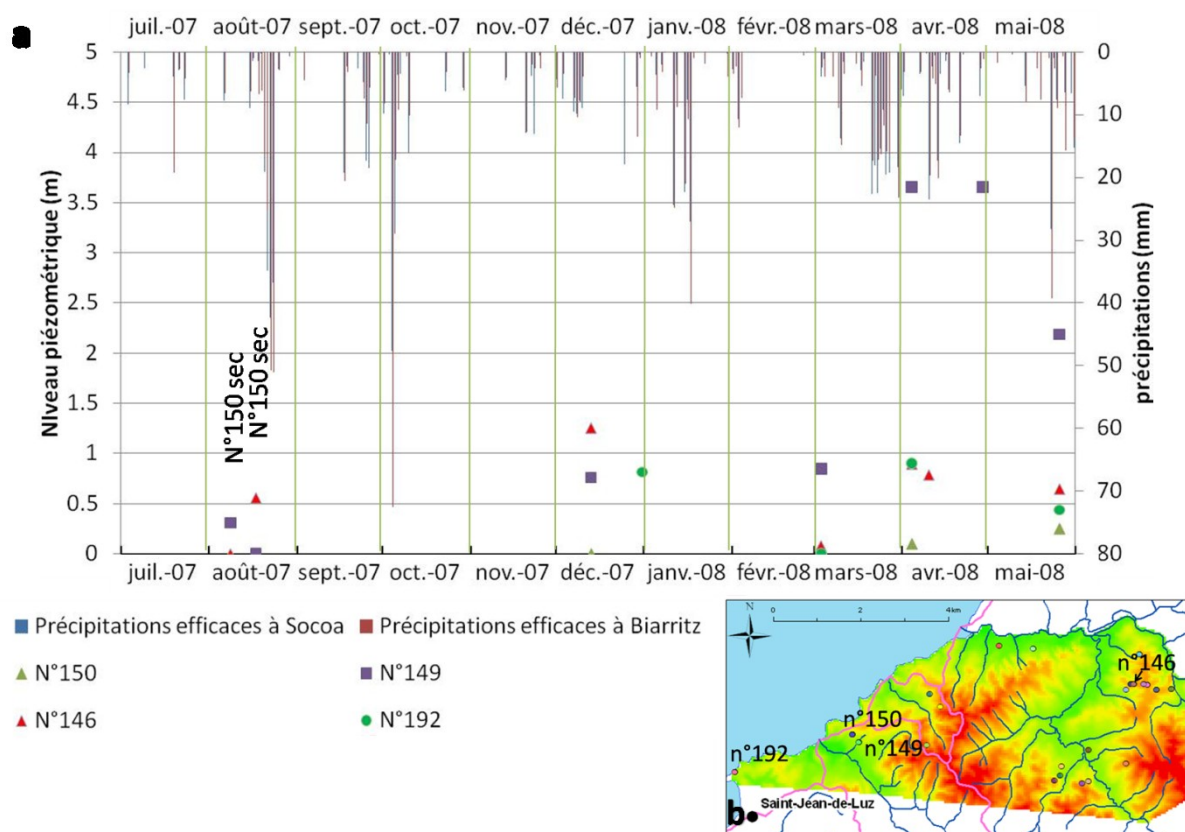 a
juil.-07 août-07 sept.-07 oct.-07 nov.-07 déc.-07 janv.-08 févr.-08 mars-08 avr.-08 mai-08
5 0
4.5 10
4
3.5 20
3 30
2.5 40
2 50
1.5
1 60
0.5 70
0 80
NIveau piézométrique (m)
précipitations (mm)
N°150 sec
N°150 sec
juil.-07 août-07 sept.-07 oct.-07 nov.-07 déc.-07 janv.-08 févr.-08 mars-08 avr.-08 mai-08
Précipitations efficaces à Socoa Précipitations efficaces à Biarritz
N°150 N°149
N°146 N°192
N 0 2 4 km
n°146
n°150
n°149
n°192
Saint-Jean-de-Luz
b